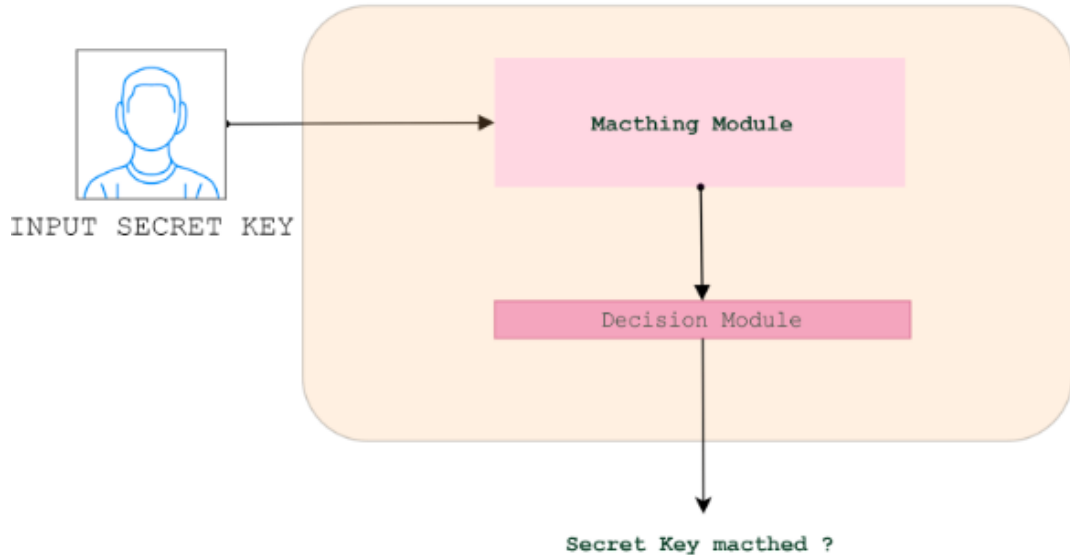 Macthing Module
INPUT SECRET KEY
Decision Module
Secret Key macthed ?